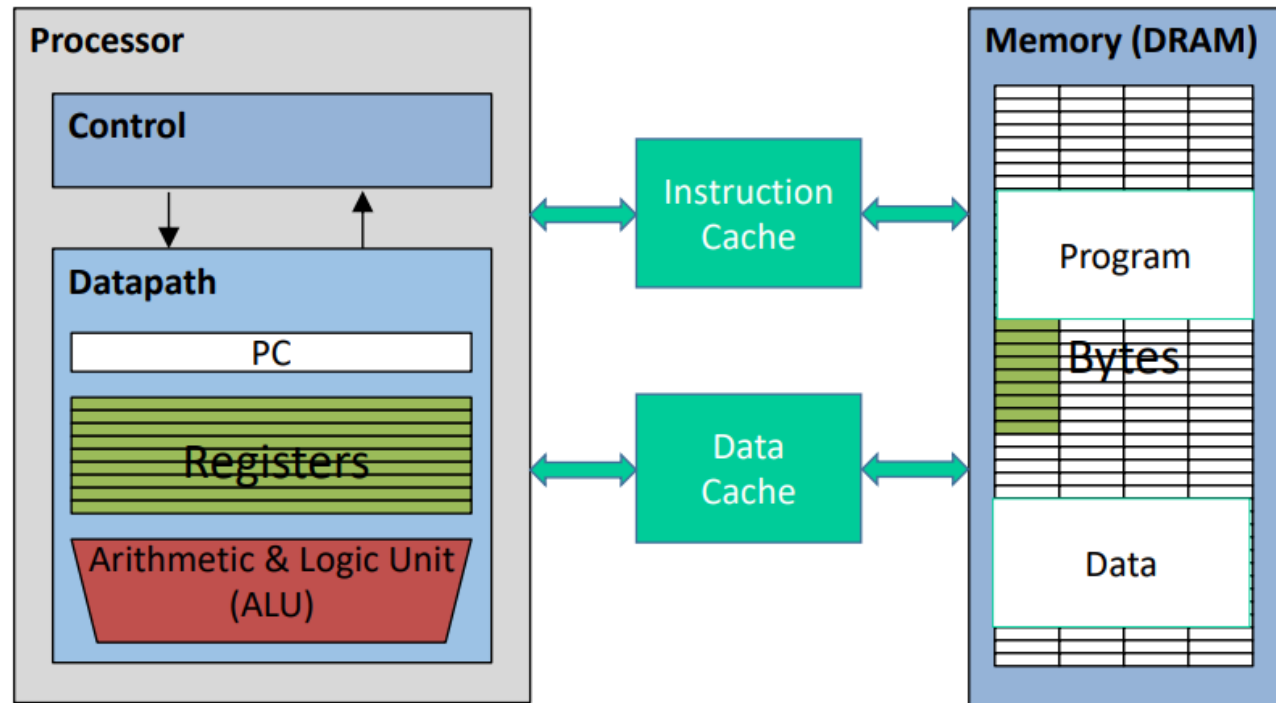 Processor
Control
Datapath
PC
Registers
Arithmetic & Logic Unit
(ALU)
Instruction
Cache
Data
Cache
Memory (DRAM)
Program
Bytes
Data